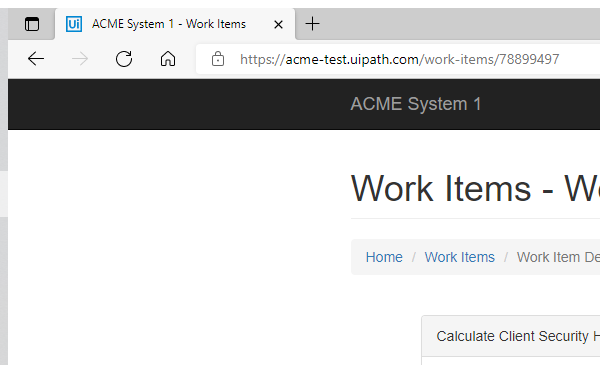 Ui ACME System 1 - Work Items
https://acme-test.uipath.com/work-items/78899497
ACME System 1
Work Items - W
Home / Work Items / Work Item De
Calculate Client Security H